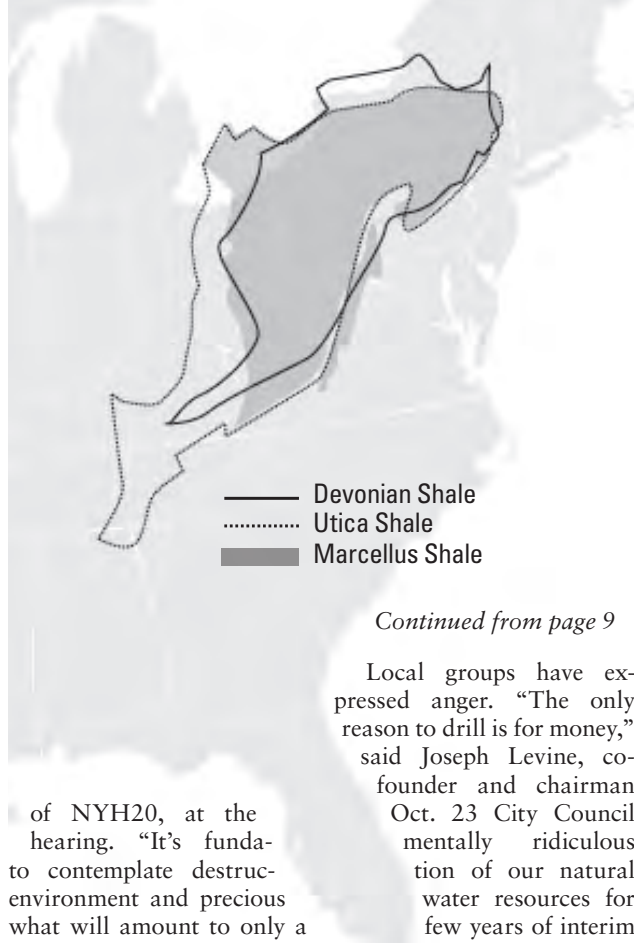 Devonian Shale
Utica Shale
Marcellus Shale
Continued from page 9
Local groups have ex-
pressed anger. “The only
reason to drill is for money,”
said Joseph Levine, co-
founder and chairman
of NYH20, at the Oct. 23 City Council
hearing. “It's funda- mentally ridiculous
to contemplate destruc- tion of our natural
environment and precious water resources for
what will amount to only a few years of interim